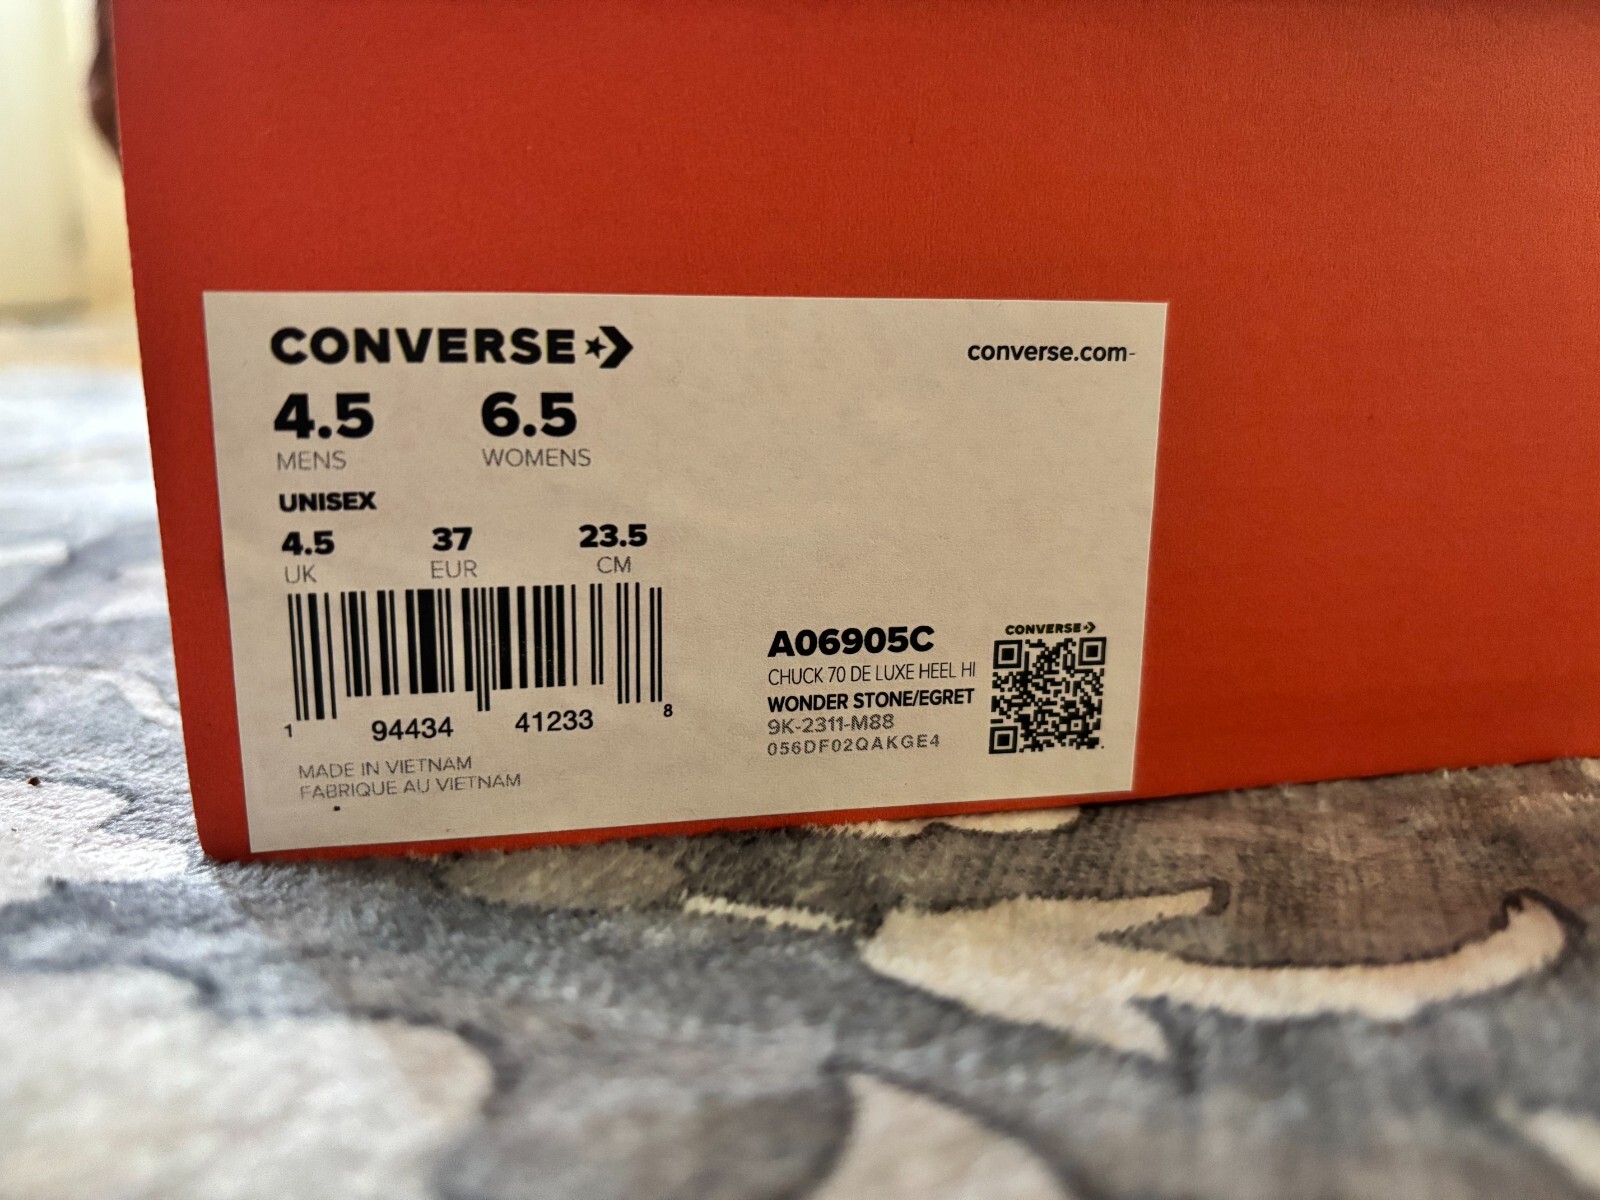 CONVERSE
converse.com-
4.5 6.5
MENS WOMENS
UNISEX
4.5 37 23.5
UK EUR CM
1 94434 41233 8
MADE IN VIETNAM
FABRIQUE AU VIETNAM
A06905C
CHUCK 70 DE LUXE HEEL HI
WONDER STONE/EGRET
9K-2311-M88
056DF02QAKGE4
CONVERSE